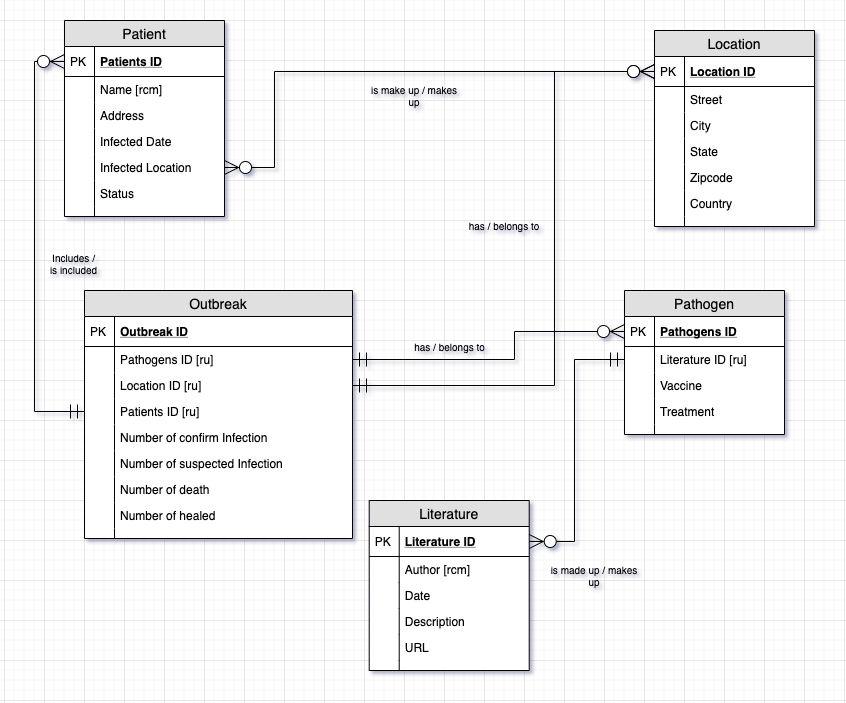 Patient
PK Patients ID
Name [rcm]
Address
Infected Date
Infected Location
Status
Location
PK Location ID
Street
City
State
Zipcode
Country
is make up / makes
up
has / belongs to
Includes /
is included
Outbreak
PK Outbreak ID
Pathogens ID [ru]
Location ID [ru]
Patients ID [ru]
Number of confirm Infection
Number of suspected Infection
Number of death
Number of healed
has / belongs to
Pathogen
PK Pathogens ID
Literature ID [ru]
Vaccine
Treatment
Literature
PK Literature ID
Author [rcm]
Date
Description
URL
is made up / makes
up